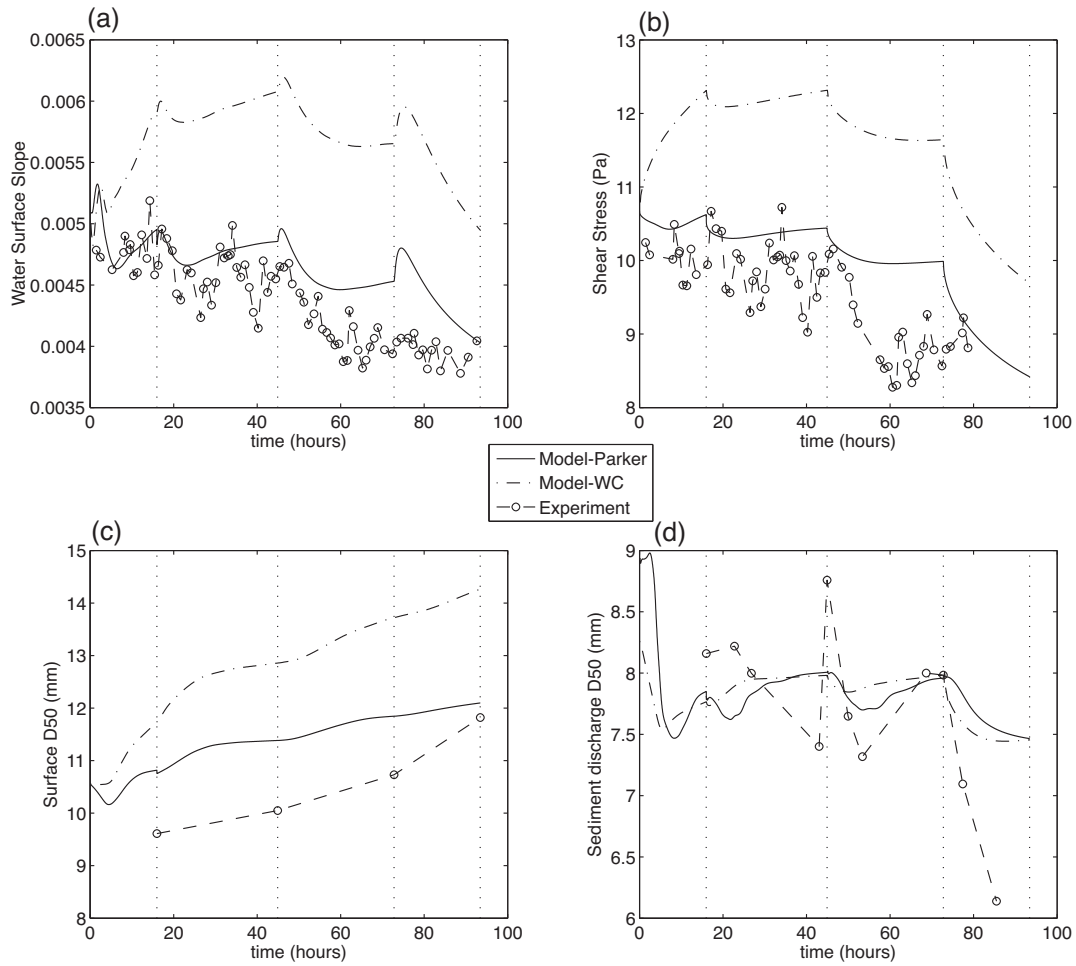 (a)
0.0065
0.006
0.0055
0.005
0.0045
0.004
0.0035
Water Surface Slope
0 20 40 60 80 100
time (hours)
(b)
13
12
11
10
9
8
Shear Stress (Pa)
0 20 40 60 80 100
time (hours)
Model-Parker
Model-WC
Experiment
(c)
15
14
13
12
11
10
9
8
Surface D50 (mm)
0 20 40 60 80 100
time (hours)
(d)
9
8.5
8
7.5
7
6.5
6
Sediment discharge D50 (mm)
0 20 40 60 80 100
time (hours)